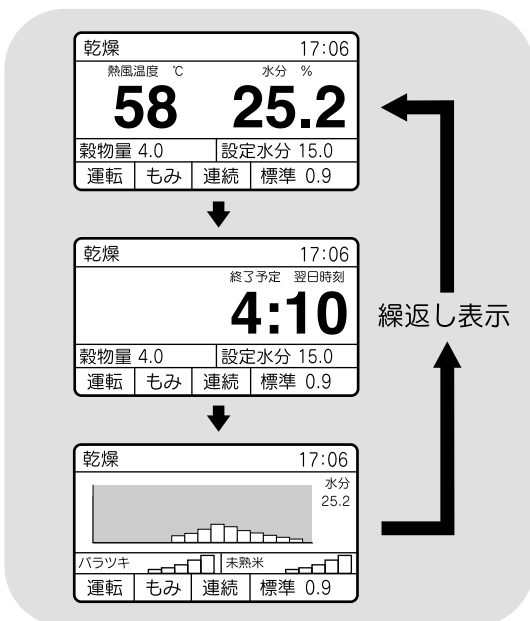 乾燥 17:06
熱風温度 ℃ 水分 %
58 25.2
穀物量 4.0 設定水分 15.0
運転 もみ 連続 標準 0.9
乾燥 17:06
終了予定 翌日時刻
4:10
穀物量 4.0 設定水分 15.0
運転 もみ 連続 標準 0.9
繰返し表示
乾燥 17:06
水分
25.2
バラツキ 未熟米
運転 もみ 連続 標準 0.9